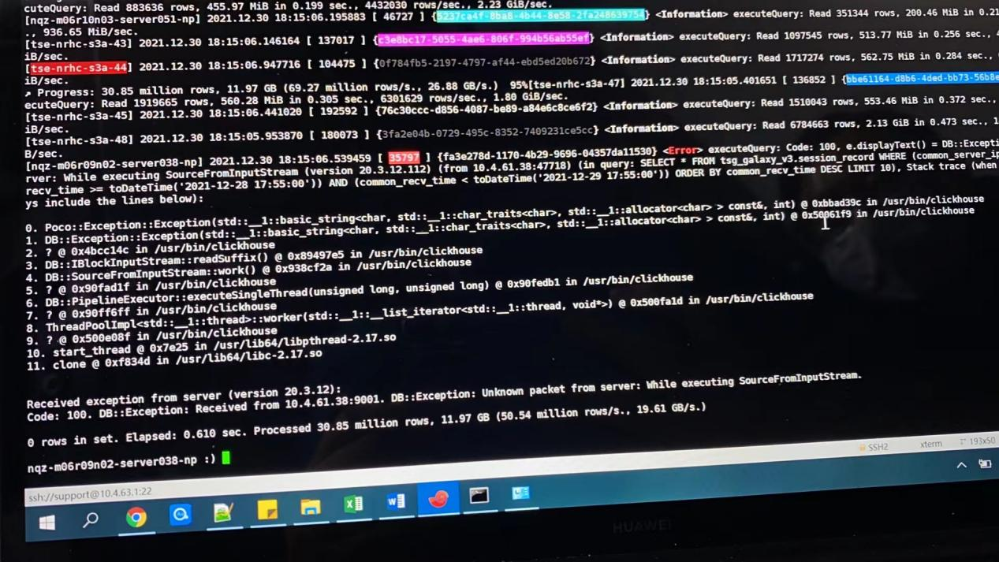 cuteQuery: Read 883636 rows, 455.97 MiB in 0.199 sec., 4432030 rows/sec., 2.23 GiB/sec.
[nqz-m06r10n03-server051-np] 2021.12.30 18:15:06.195883 [ 46727 ] {5237ca4f-8ba8-4b44-8e58-2fa248639754} <Information> executeQuery: Read 351344 rows, 200.46 MiB in 0.21
., 936.65 MiB/sec.
[tse-nrhc-s3a-43] 2021.12.30 18:15:06.146164 [ 137017 ] {c3e8bc17-5055-4ae6-806f-994b56ab55ef} <Information> executeQuery: Read 1097545 rows, 513.77 MiB in 0.256 sec., 4
iB/sec.
[tse-nrhc-s3a-44] 2021.12.30 18:15:06.947716 [ 104475 ] {0f784fb5-2197-4797-af44-ebd5ed20b672} <Information> executeQuery: Read 1717274 rows, 562.75 MiB in 0.284 sec.,
iB/sec.
↗ Progress: 30.85 million rows, 11.97 GB (69.27 million rows/s., 26.88 GB/s.) 95%[tse-nrhc-s3a-47] 2021.12.30 18:15:05.401651 [ 136852 ] {bbe61164-d8b6-4ded-bb73-56b8e
ecuteQuery: Read 1919665 rows, 560.28 MiB in 0.305 sec., 6301629 rows/sec., 1.80 GiB/sec.
[tse-nrhc-s3a-45] 2021.12.30 18:15:06.441020 [ 192592 ] {76c30ccc-d856-4087-be89-a84e6c8ce6f2} <Information> executeQuery: Read 1510043 rows, 553.46 MiB in 0.372 sec.,
iB/sec.
[tse-nrhc-s3a-48] 2021.12.30 18:15:05.953870 [ 180073 ] {3fa2e04b-0729-495c-8352-7409231ce5cc} <Information> executeQuery: Read 6784663 rows, 2.13 GiB in 0.473 sec., 1
B/sec.
[nqz-m06r09n02-server038-np] 2021.12.30 18:15:06.539459 [ 35797 ] {fa3e278d-1170-4b29-9696-04357da11530} <Error> executeQuery: Code: 100, e.displayText() = DB::Excepti
rver: While executing SourceFromInputStream (version 20.3.12.112) (from 10.4.61.38:47718) (in query: SELECT * FROM tsg_galaxy_v3.session_record WHERE (common_server_ip
recv_time >= toDateTime('2021-12-28 17:55:00')) AND (common_recv_time < toDateTime('2021-12-29 17:55:00')) ORDER BY common_recv_time DESC LIMIT 10), Stack trace (when
ys include the lines below):
0. Poco::Exception::Exception(std::__1::basic_string<char, std::__1::char_traits<char>, std::__1::allocator<char> > const&, int) @ 0xbbad39c in /usr/bin/clickhouse
1. DB::Exception::Exception(std::__1::basic_string<char, std::__1::char_traits<char>, std::__1::allocator<char> > const&, int) @ 0x50061f9 in /usr/bin/clickhouse
2. ? @ 0x4bcc14c in /usr/bin/clickhouse
3. DB::IBlockInputStream::readSuffix() @ 0x89497e5 in /usr/bin/clickhouse
4. DB::SourceFromInputStream::work() @ 0x938cf2a in /usr/bin/clickhouse
5. ? @ 0x90fad1f in /usr/bin/clickhouse
6. DB::PipelineExecutor::executeSingleThread(unsigned long, unsigned long) @ 0x90fedb1 in /usr/bin/clickhouse
7. ? @ 0x90ff6ff in /usr/bin/clickhouse
8. ThreadPoolImpl<std::__1::thread>::worker(std::__1::__list_iterator<std::__1::thread, void*>) @ 0x500fa1d in /usr/bin/clickhouse
9. ? @ 0x500e08f in /usr/bin/clickhouse
10. start_thread @ 0x7e25 in /usr/lib64/libpthread-2.17.so
11. clone @ 0xf834d in /usr/lib64/libc-2.17.so
Received exception from server (version 20.3.12):
Code: 100. DB::Exception: Received from 10.4.61.38:9001. DB::Exception: Unknown packet from server: While executing SourceFromInputStream.
0 rows in set. Elapsed: 0.610 sec. Processed 30.85 million rows, 11.97 GB (50.54 million rows/s., 19.61 GB/s.)
nqz-m06r09n02-server038-np :)
ssh://support@10.4.63.1:22
SSH2
xterm
193x50
HUAWEI